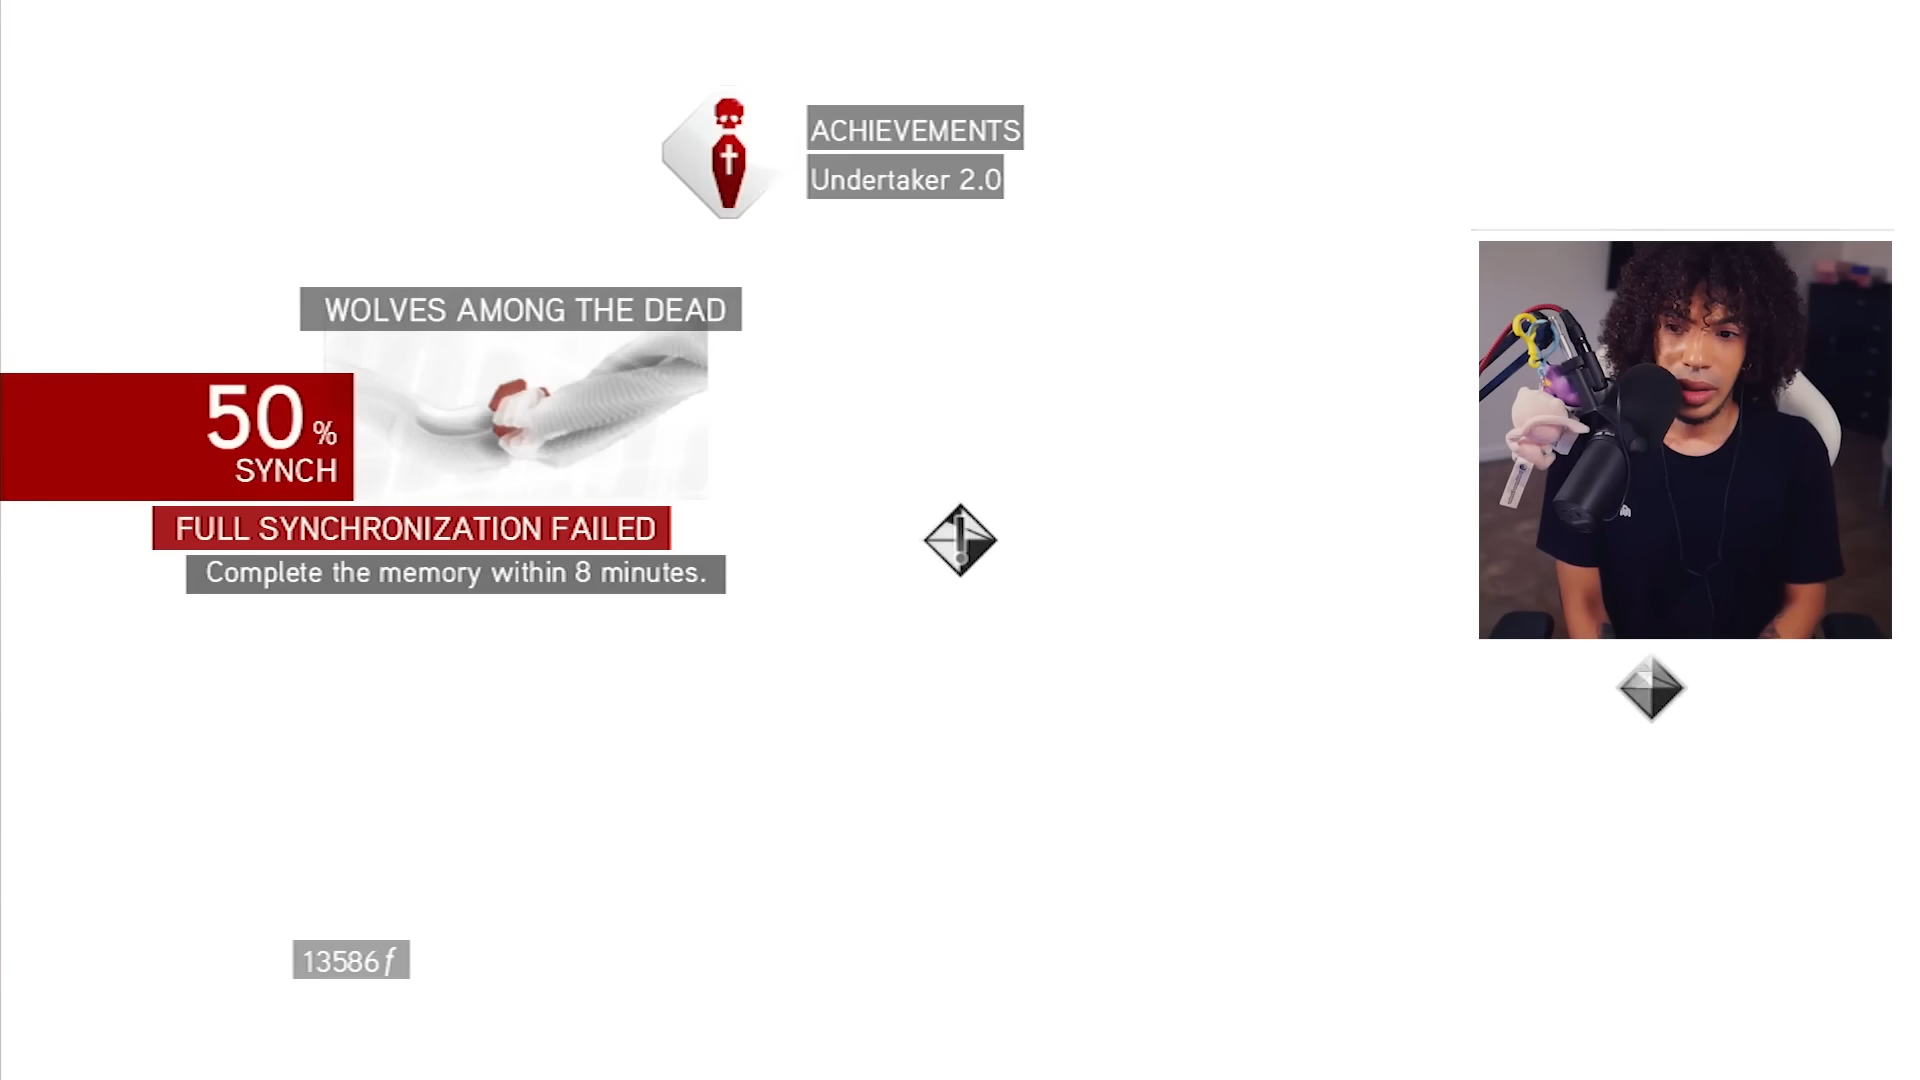 ACHIEVEMENTS
Undertaker 2.0
WOLVES AMONG THE DEAD
50 %
SYNCH
FULL SYNCHRONIZATION FAILED
Complete the memory within 8 minutes.
13586 ƒ